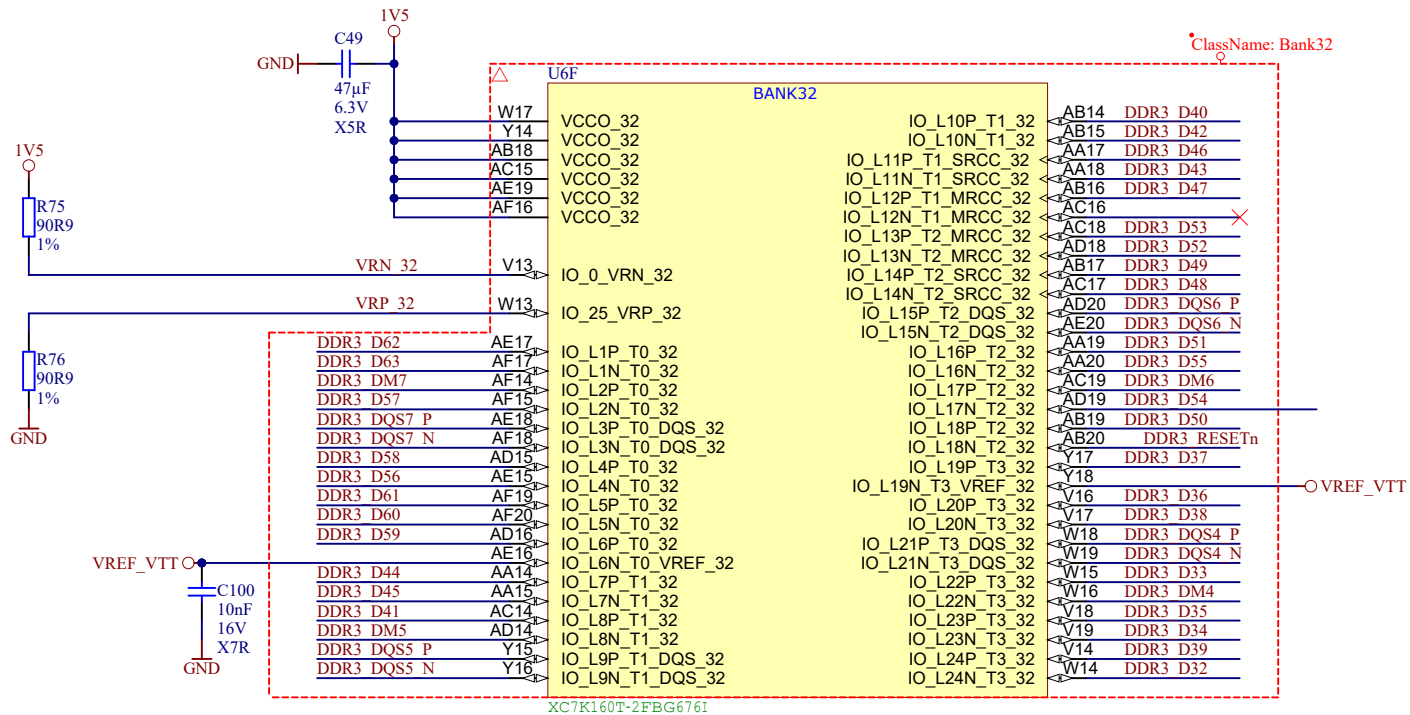 1V5
C49
GND
47µF
6.3V
X5R
ClassName: Bank32
U6F
BANK32
W17 VCCO_32
Y14 VCCO_32
AB18 VCCO_32
AC15 VCCO_32
AE19 VCCO_32
AF16 VCCO_32
1V5
R75
90R9
1%
VRN_32 V13 IO_0_VRN_32
VRP_32 W13 IO_25_VRP_32
R76
90R9
1%
GND
DDR3_D62 AE17 IO_L1P_T0_32
DDR3_D63 AF17 IO_L1N_T0_32
DDR3_DM7 AF14 IO_L2P_T0_32
DDR3_D57 AF15 IO_L2N_T0_32
DDR3_DQS7_P AE18 IO_L3P_T0_DQS_32
DDR3_DQS7_N AF18 IO_L3N_T0_DQS_32
DDR3_D58 AD15 IO_L4P_T0_32
DDR3_D56 AE15 IO_L4N_T0_32
DDR3_D61 AF19 IO_L5P_T0_32
DDR3_D60 AF20 IO_L5N_T0_32
DDR3_D59 AD16 IO_L6P_T0_32
VREF_VTT AE16 IO_L6N_T0_VREF_32
DDR3_D44 AA14 IO_L7P_T1_32
DDR3_D45 AA15 IO_L7N_T1_32
DDR3_D41 AC14 IO_L8P_T1_32
DDR3_DM5 AD14 IO_L8N_T1_32
DDR3_DQS5_P Y15 IO_L9P_T1_DQS_32
DDR3_DQS5_N Y16 IO_L9N_T1_DQS_32
C100
10nF
16V
X7R
GND
IO_L10P_T1_32 AB14 DDR3_D40
IO_L10N_T1_32 AB15 DDR3_D42
IO_L11P_T1_SRCC_32 AA17 DDR3_D46
IO_L11N_T1_SRCC_32 AA18 DDR3_D43
IO_L12P_T1_MRCC_32 AB16 DDR3_D47
IO_L12N_T1_MRCC_32 AC16
IO_L13P_T2_MRCC_32 AC18 DDR3_D53
IO_L13N_T2_MRCC_32 AD18 DDR3_D52
IO_L14P_T2_SRCC_32 AB17 DDR3_D49
IO_L14N_T2_SRCC_32 AC17 DDR3_D48
IO_L15P_T2_DQS_32 AD20 DDR3_DQS6_P
IO_L15N_T2_DQS_32 AE20 DDR3_DQS6_N
IO_L16P_T2_32 AA19 DDR3_D51
IO_L16N_T2_32 AA20 DDR3_D55
IO_L17P_T2_32 AC19 DDR3_DM6
IO_L17N_T2_32 AD19 DDR3_D54
IO_L18P_T2_32 AB19 DDR3_D50
IO_L18N_T2_32 AB20 DDR3_RESETn
IO_L19P_T3_32 Y17 DDR3_D37
IO_L19N_T3_VREF_32 Y18 VREF_VTT
IO_L20P_T3_32 V16 DDR3_D36
IO_L20N_T3_32 V17 DDR3_D38
IO_L21P_T3_DQS_32 W18 DDR3_DQS4_P
IO_L21N_T3_DQS_32 W19 DDR3_DQS4_N
IO_L22P_T3_32 W15 DDR3_D33
IO_L22N_T3_32 W16 DDR3_DM4
IO_L23P_T3_32 V18 DDR3_D35
IO_L23N_T3_32 V19 DDR3_D34
IO_L24P_T3_32 V14 DDR3_D39
IO_L24N_T3_32 W14 DDR3_D32
XC7K160T-2FBG676I